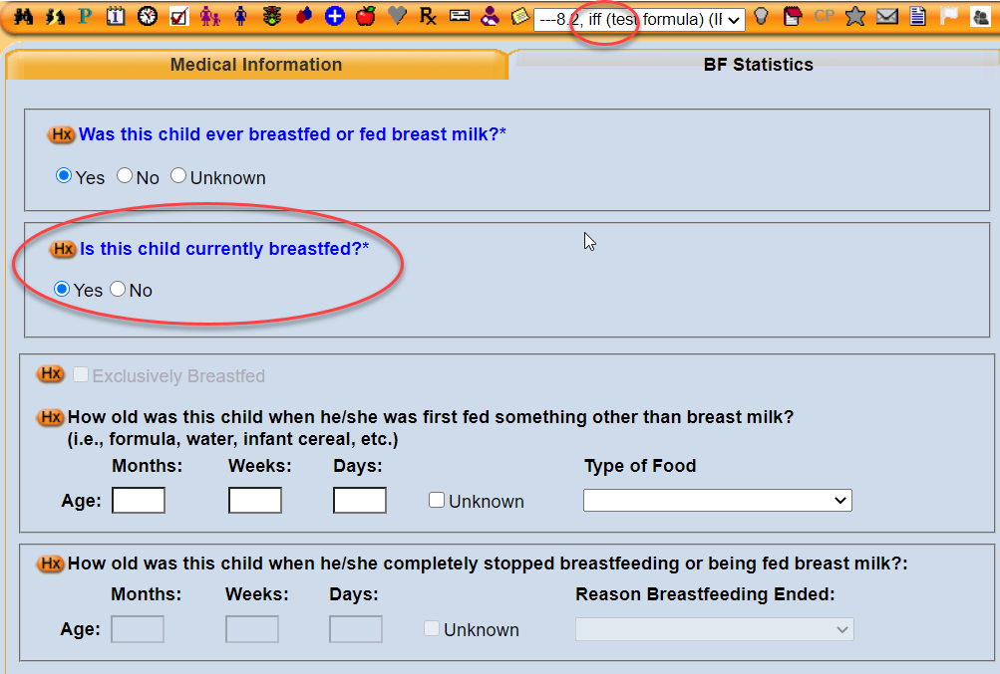 P 1 Rx ---8.2, iff (test formula) (IF CP
Medical Information BF Statistics
Hx Was this child ever breastfed or fed breast milk?*
Yes No Unknown
Hx Is this child currently breastfed?*
Yes No
Hx Exclusively Breastfed
Hx How old was this child when he/she was first fed something other than breast milk?
(i.e., formula, water, infant cereal, etc.)
Months: Weeks: Days: Type of Food
Age: Unknown
Hx How old was this child when he/she completely stopped breastfeeding or being fed breast milk?:
Months: Weeks: Days: Reason Breastfeeding Ended:
Age: Unknown